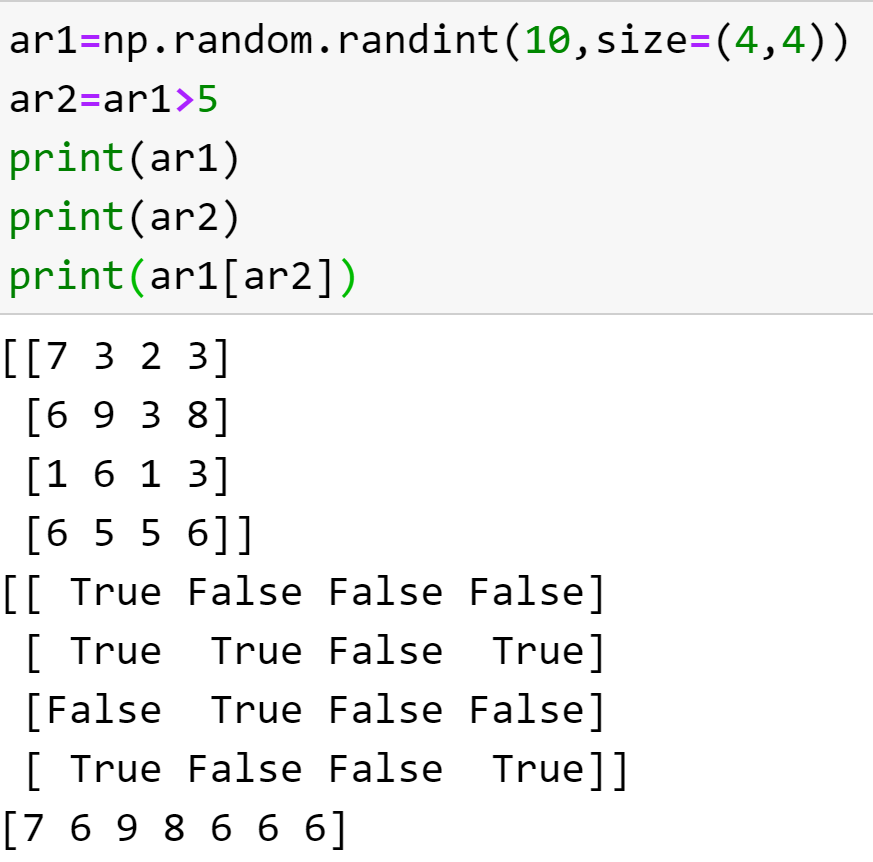 ar1=np.random.randint(10,size=(4,4))
ar2=ar1>5
print(ar1)
print(ar2)
print(ar1[ar2])
[[7 3 2 3]
 [6 9 3 8]
 [1 6 1 3]
 [6 5 5 6]]
[[ True False False False]
 [ True  True False  True]
 [False  True False False]
 [ True False False  True]]
[7 6 9 8 6 6 6]